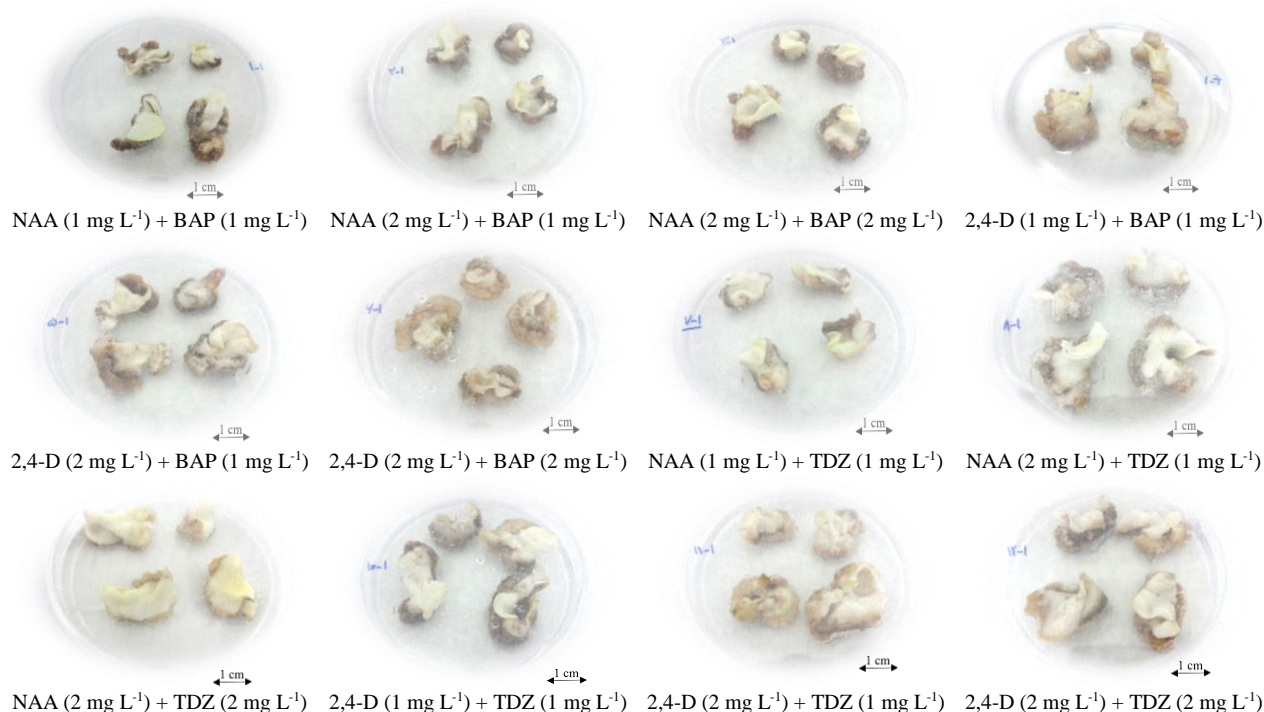 1 cm 1 cm 1 cm 1 cm
NAA (1 mg L⁻¹) + BAP (1 mg L⁻¹) NAA (2 mg L⁻¹) + BAP (1 mg L⁻¹) NAA (2 mg L⁻¹) + BAP (2 mg L⁻¹) 2,4-D (1 mg L⁻¹) + BAP (1 mg L⁻¹)
1 cm 1 cm 1 cm 1 cm
2,4-D (2 mg L⁻¹) + BAP (1 mg L⁻¹) 2,4-D (2 mg L⁻¹) + BAP (2 mg L⁻¹) NAA (1 mg L⁻¹) + TDZ (1 mg L⁻¹) NAA (2 mg L⁻¹) + TDZ (1 mg L⁻¹)
1 cm 1 cm 1 cm 1 cm
NAA (2 mg L⁻¹) + TDZ (2 mg L⁻¹) 2,4-D (1 mg L⁻¹) + TDZ (1 mg L⁻¹) 2,4-D (2 mg L⁻¹) + TDZ (1 mg L⁻¹) 2,4-D (2 mg L⁻¹) + TDZ (2 mg L⁻¹)